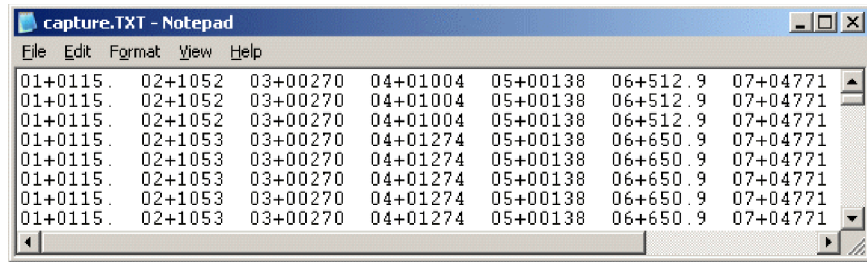 capture.TXT - Notepad
File Edit Format View Help
01+0115. 02+1052 03+00270 04+01004 05+00138 06+512.9 07+04771
01+0115. 02+1052 03+00270 04+01004 05+00138 06+512.9 07+04771
01+0115. 02+1052 03+00270 04+01004 05+00138 06+512.9 07+04771
01+0115. 02+1053 03+00270 04+01274 05+00138 06+650.9 07+04771
01+0115. 02+1053 03+00270 04+01274 05+00138 06+650.9 07+04771
01+0115. 02+1053 03+00270 04+01274 05+00138 06+650.9 07+04771
01+0115. 02+1053 03+00270 04+01274 05+00138 06+650.9 07+04771
01+0115. 02+1053 03+00270 04+01274 05+00138 06+650.9 07+04771